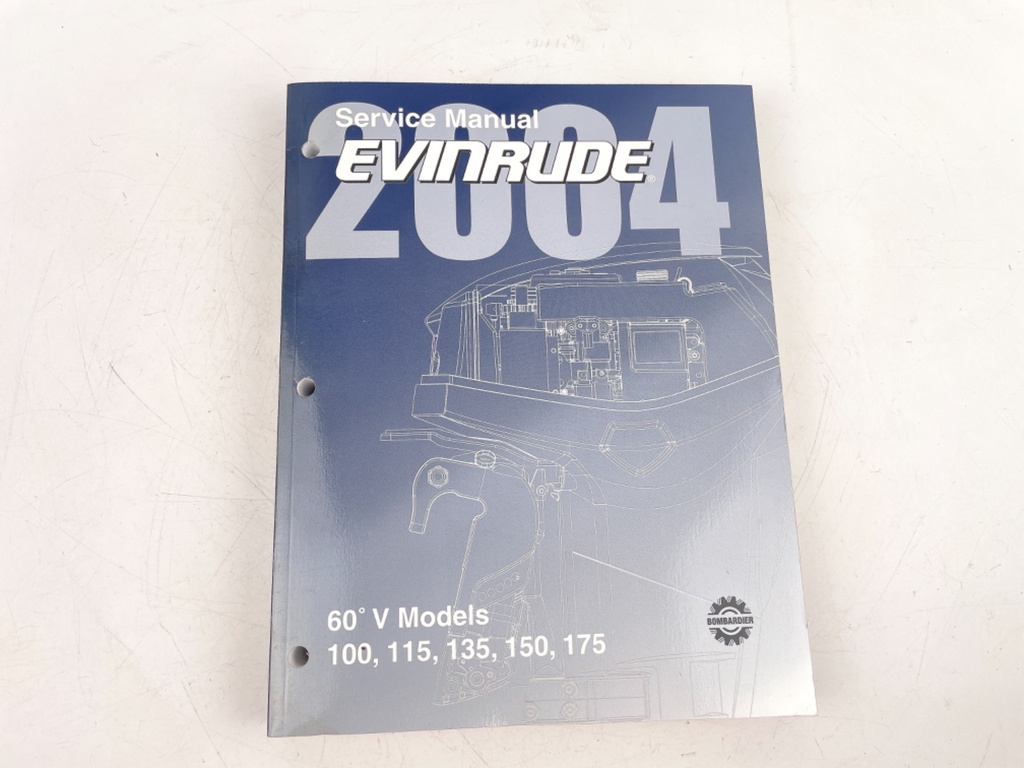 2004
Service Manual
EVINRUDE®
60° V Models
100, 115, 135, 150, 175
BOMBARDIER